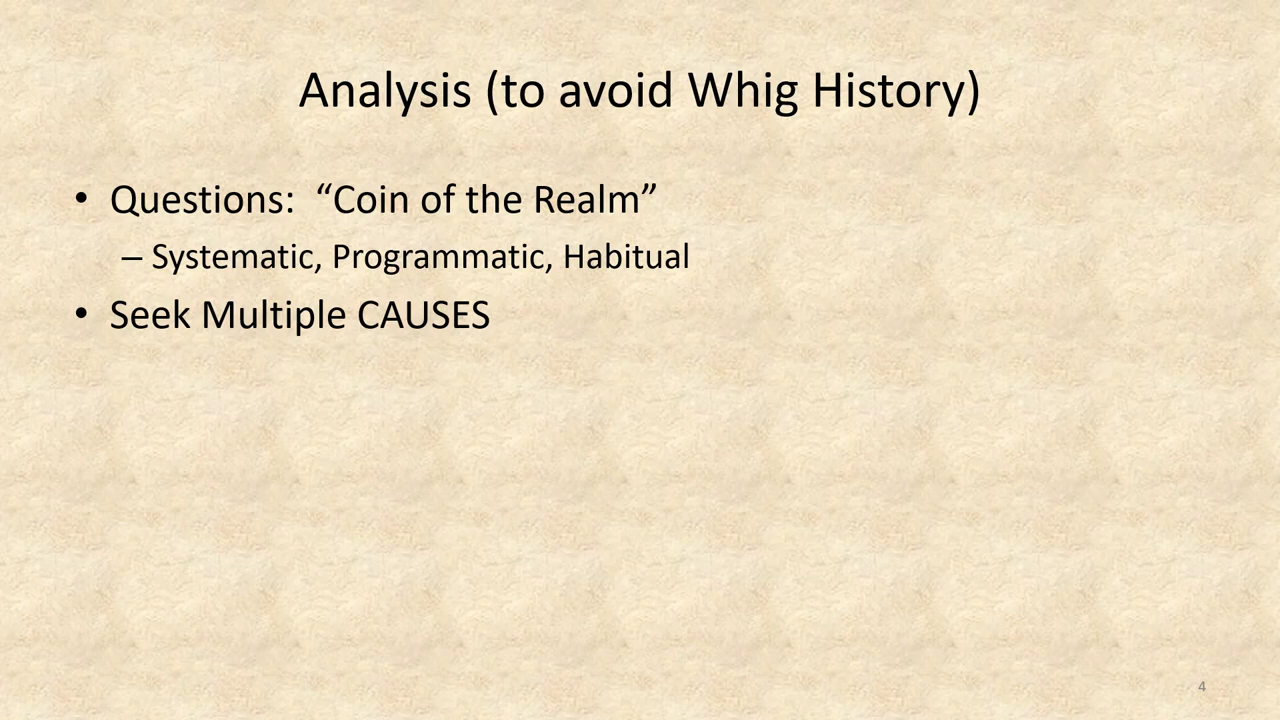 Analysis (to avoid Whig History)
• Questions:  “Coin of the Realm”
– Systematic, Programmatic, Habitual
• Seek Multiple CAUSES
4